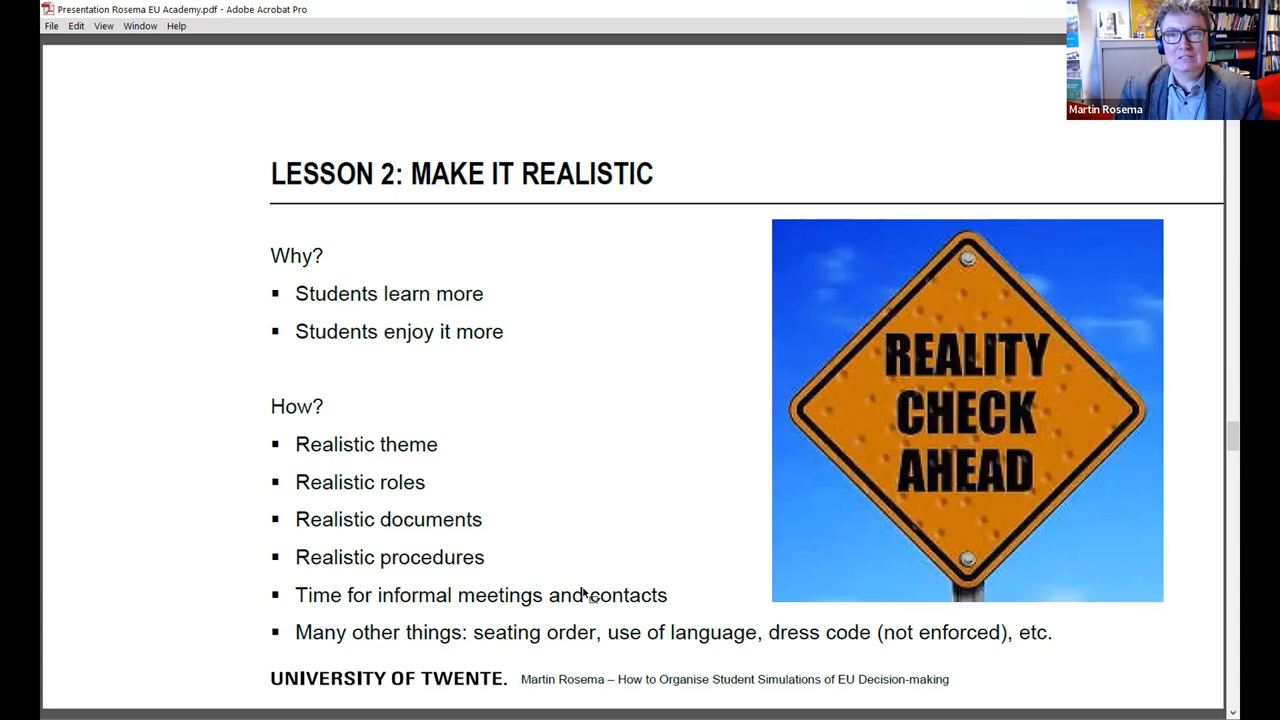 Presentation Rosema EU Academy.pdf - Adobe Acrobat Pro
File Edit View Window Help
Martin Rosema
LESSON 2: MAKE IT REALISTIC
Why?
▪ Students learn more
▪ Students enjoy it more
How?
▪ Realistic theme
▪ Realistic roles
▪ Realistic documents
▪ Realistic procedures
▪ Time for informal meetings and contacts
▪ Many other things: seating order, use of language, dress code (not enforced), etc.
REALITY
CHECK
AHEAD
UNIVERSITY OF TWENTE.
Martin Rosema – How to Organise Student Simulations of EU Decision-making